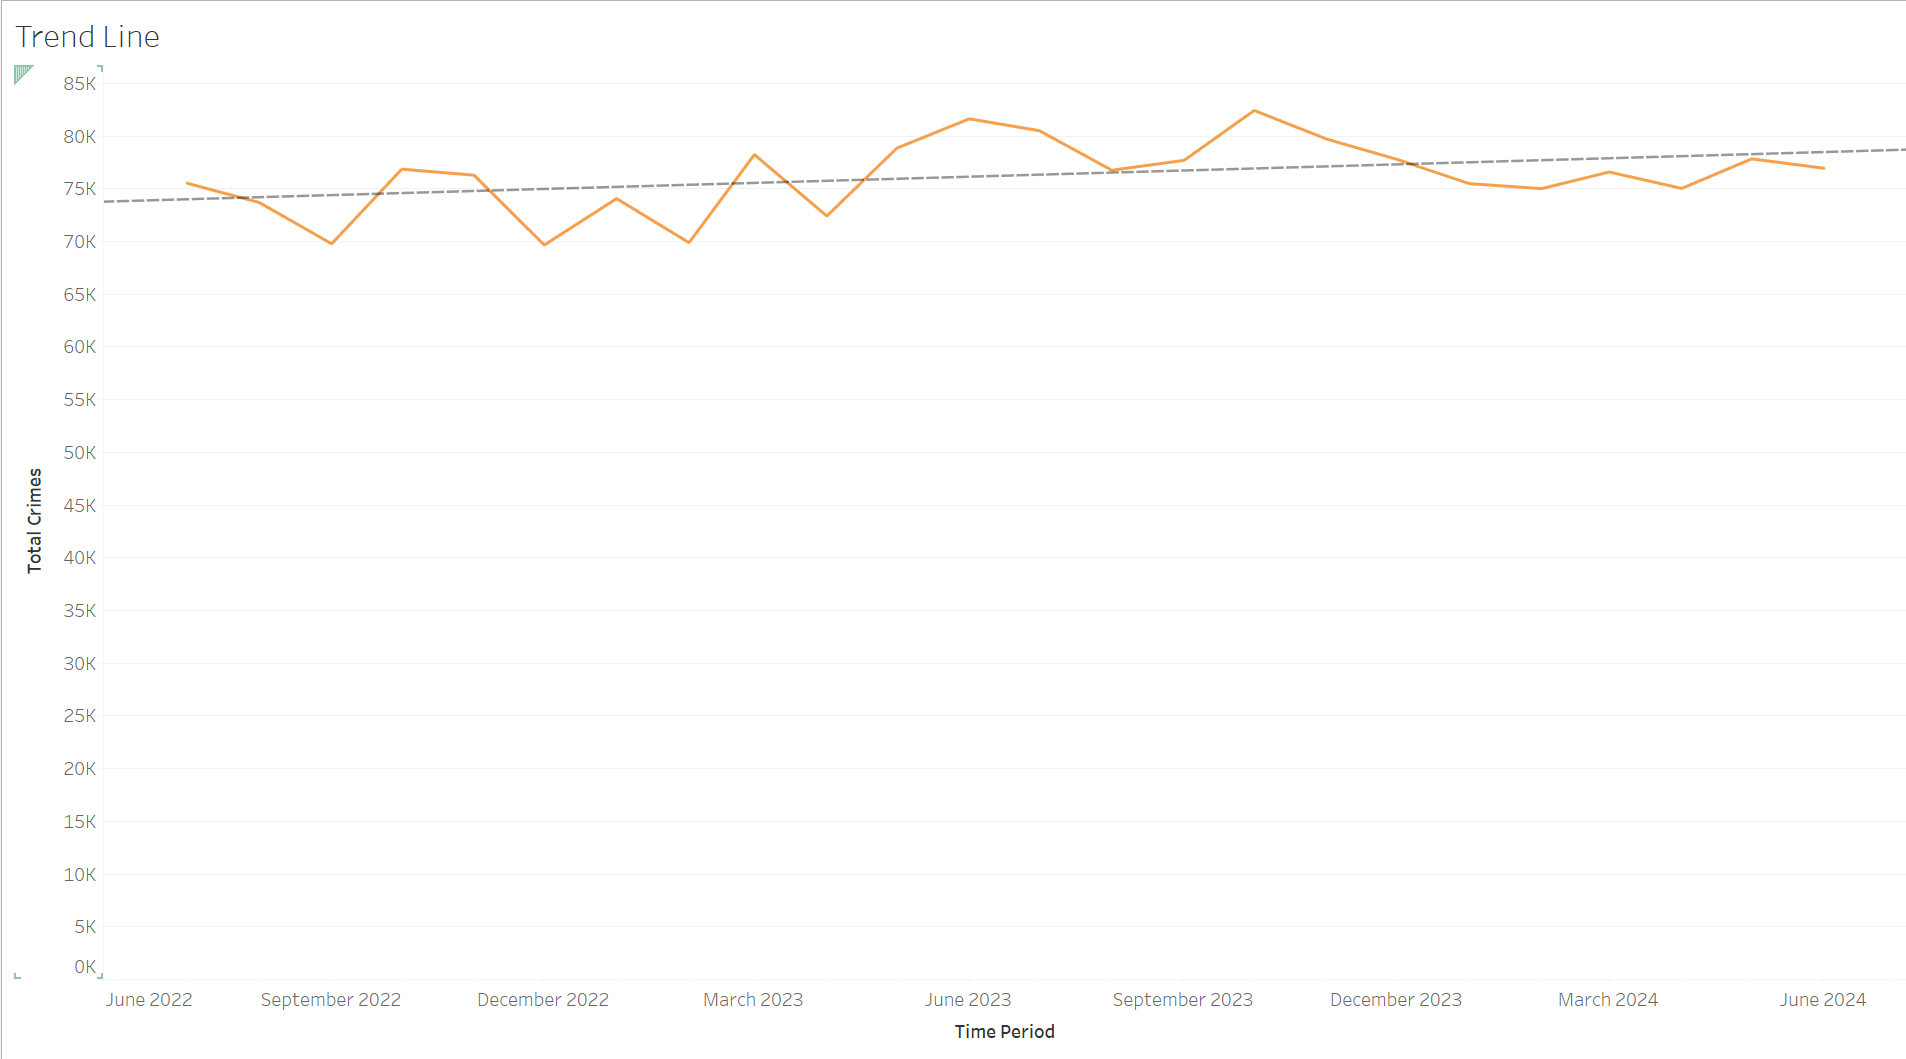 Trend Line
85K
80K
75K
70K
65K
60K
55K
50K
45K
40K
35K
30K
25K
20K
15K
10K
5K
0K
Total Crimes
June 2022 September 2022 December 2022 March 2023 June 2023 September 2023 December 2023 March 2024 June 2024
Time Period